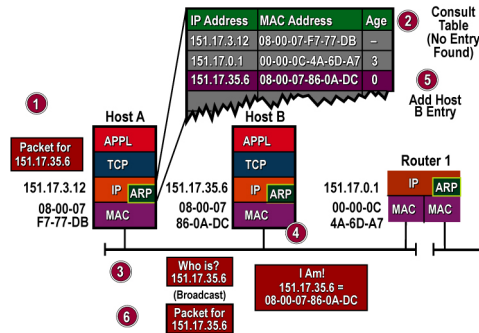 IP Address MAC Address Age
151.17.3.12 08-00-07-F7-77-DB –
151.17.0.1 00-00-0C-4A-6D-A7 3
151.17.35.6 08-00-07-86-0A-DC 0
2 Consult
Table
(No Entry
Found)
5
Add Host
B Entry
1
Packet for
151.17.35.6
Host A
APPL
TCP
IP ARP
MAC
151.17.3.12
08-00-07
F7-77-DB
Host B
APPL
TCP
IP ARP
MAC
151.17.35.6
08-00-07
86-0A-DC
4
Router 1
IP ARP
MAC MAC
151.17.0.1
00-00-0C
4A-6D-A7
3
Who is?
151.17.35.6
(Broadcast)
I Am!
151.17.35.6 =
08-00-07-86-0A-DC
6
Packet for
151.17.35.6